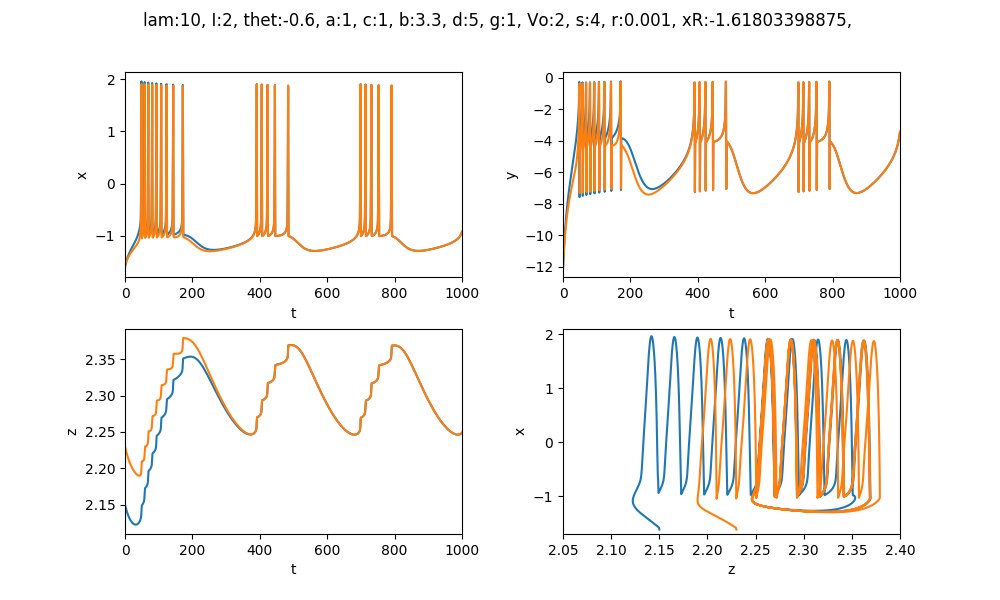 lam:10, I:2, thet:-0.6, a:1, c:1, b:3.3, d:5, g:1, Vo:2, s:4, r:0.001, xR:-1.61803398875,
2
1
0
−1
x
0 200 400 600 800 1000
t
0
−2
−4
−6
−8
−10
−12
y
0 200 400 600 800 1000
t
2.35
2.30
2.25
2.20
2.15
z
0 200 400 600 800 1000
t
2
1
0
−1
x
2.05 2.10 2.15 2.20 2.25 2.30 2.35 2.40
z